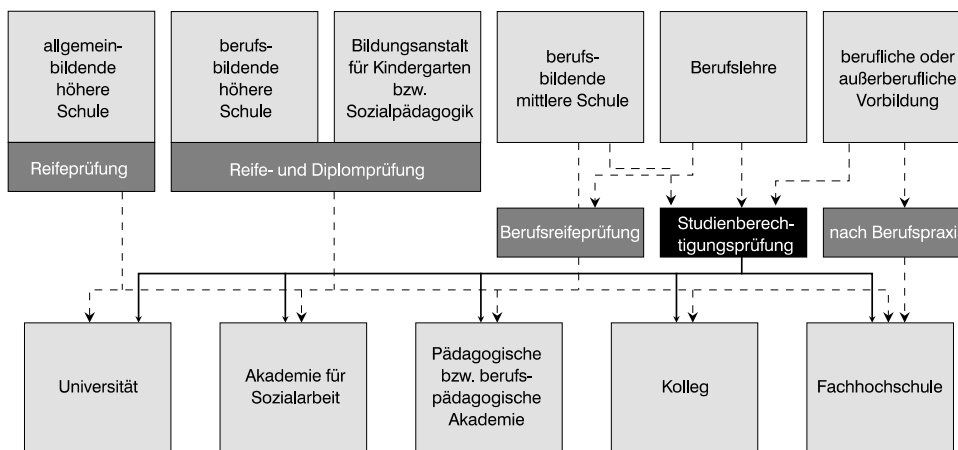 allgemein-
bildende
höhere
Schule
berufs-
bildende
höhere
Schule
Bildungsanstalt
für Kindergarten
bzw.
Sozialpädagogik
berufs-
bildende
mittlere Schule
Berufslehre
berufliche oder
außerberufliche
Vorbildung
Reifeprüfung
Reife- und Diplomprüfung
Berufsreifeprüfung
Studienberech-
tigungsprüfung
nach Berufspraxi
Universität
Akademie für
Sozialarbeit
Pädagogische
bzw. berufs-
pädagogische
Akademie
Kolleg
Fachhochschule